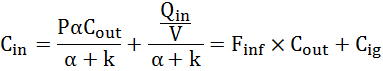 C_in = PαC_out / (α + k) + (Q_in / V) / (α + k) = F_inf × C_out + C_ig